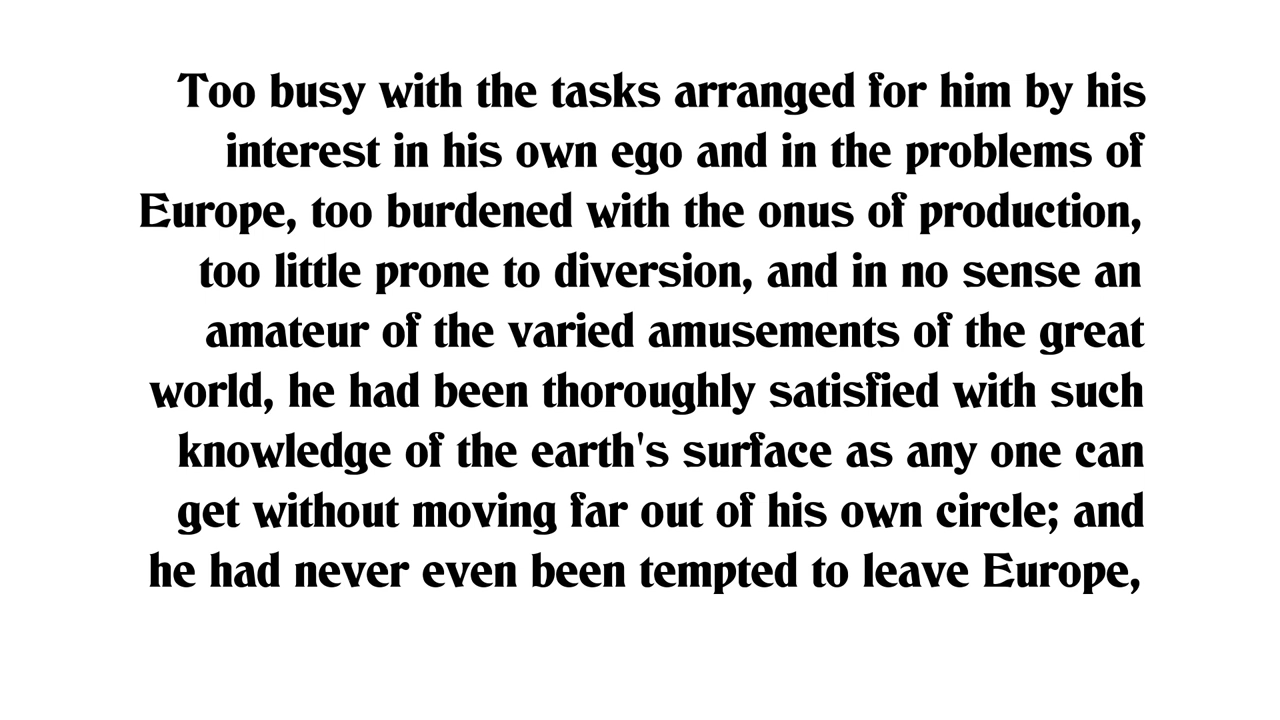 Too busy with the tasks arranged for him by his
interest in his own ego and in the problems of
Europe, too burdened with the onus of production,
too little prone to diversion, and in no sense an
amateur of the varied amusements of the great
world, he had been thoroughly satisfied with such
knowledge of the earth's surface as any one can
get without moving far out of his own circle; and
he had never even been tempted to leave Europe,